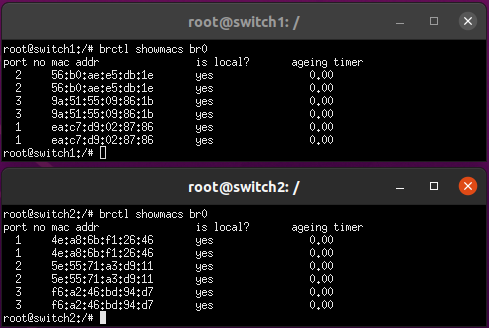 root@switch1: /
root@switch1:/# brctl showmacs br0
port no mac addr is local? ageing timer
2 56:b0:ae:e5:db:1e yes 0.00
2 56:b0:ae:e5:db:1e yes 0.00
3 9a:51:55:09:86:1b yes 0.00
3 9a:51:55:09:86:1b yes 0.00
1 ea:c7:d9:02:87:86 yes 0.00
1 ea:c7:d9:02:87:86 yes 0.00
root@switch1:/#
root@switch2: /
root@switch2:/# brctl showmacs br0
port no mac addr is local? ageing timer
1 4e:a8:6b:f1:26:46 yes 0.00
1 4e:a8:6b:f1:26:46 yes 0.00
2 5e:55:71:a3:d9:11 yes 0.00
2 5e:55:71:a3:d9:11 yes 0.00
3 f6:a2:46:bd:94:d7 yes 0.00
3 f6:a2:46:bd:94:d7 yes 0.00
root@switch2:/#